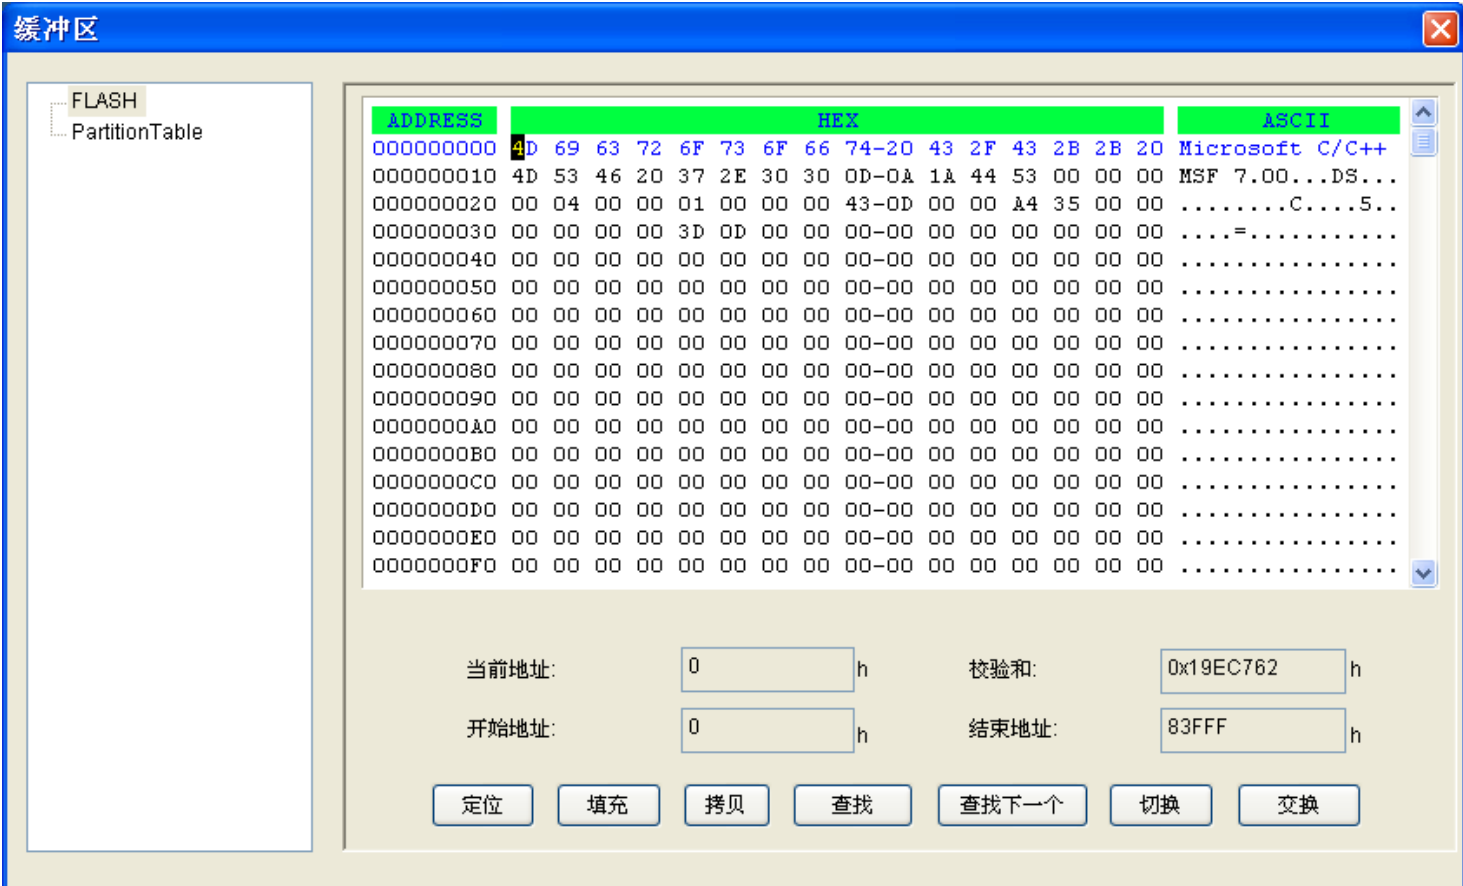 缓冲区
FLASH
PartitionTable
ADDRESS HEX ASCII
000000000 4D 69 63 72 6F 73 6F 66 74-20 43 2F 43 2B 2B 20 Microsoft C/C++
000000010 4D 53 46 20 37 2E 30 30 0D-0A 1A 44 53 00 00 00 MSF 7.00...DS...
000000020 00 04 00 00 01 00 00 00 43-0D 00 00 A4 35 00 00 ........C....5..
000000030 00 00 00 00 3D 0D 00 00 00-00 00 00 00 00 00 00 ....=...........
000000040 00 00 00 00 00 00 00 00 00-00 00 00 00 00 00 00 ................
000000050 00 00 00 00 00 00 00 00 00-00 00 00 00 00 00 00 ................
000000060 00 00 00 00 00 00 00 00 00-00 00 00 00 00 00 00 ................
000000070 00 00 00 00 00 00 00 00 00-00 00 00 00 00 00 00 ................
000000080 00 00 00 00 00 00 00 00 00-00 00 00 00 00 00 00 ................
000000090 00 00 00 00 00 00 00 00 00-00 00 00 00 00 00 00 ................
0000000A0 00 00 00 00 00 00 00 00 00-00 00 00 00 00 00 00 ................
0000000B0 00 00 00 00 00 00 00 00 00-00 00 00 00 00 00 00 ................
0000000C0 00 00 00 00 00 00 00 00 00-00 00 00 00 00 00 00 ................
0000000D0 00 00 00 00 00 00 00 00 00-00 00 00 00 00 00 00 ................
0000000E0 00 00 00 00 00 00 00 00 00-00 00 00 00 00 00 00 ................
0000000F0 00 00 00 00 00 00 00 00 00-00 00 00 00 00 00 00 ................
当前地址: 0 h 校验和: 0x19EC762 h
开始地址: 0 h 结束地址: 83FFF h
定位 填充 拷贝 查找 查找下一个 切换 交换